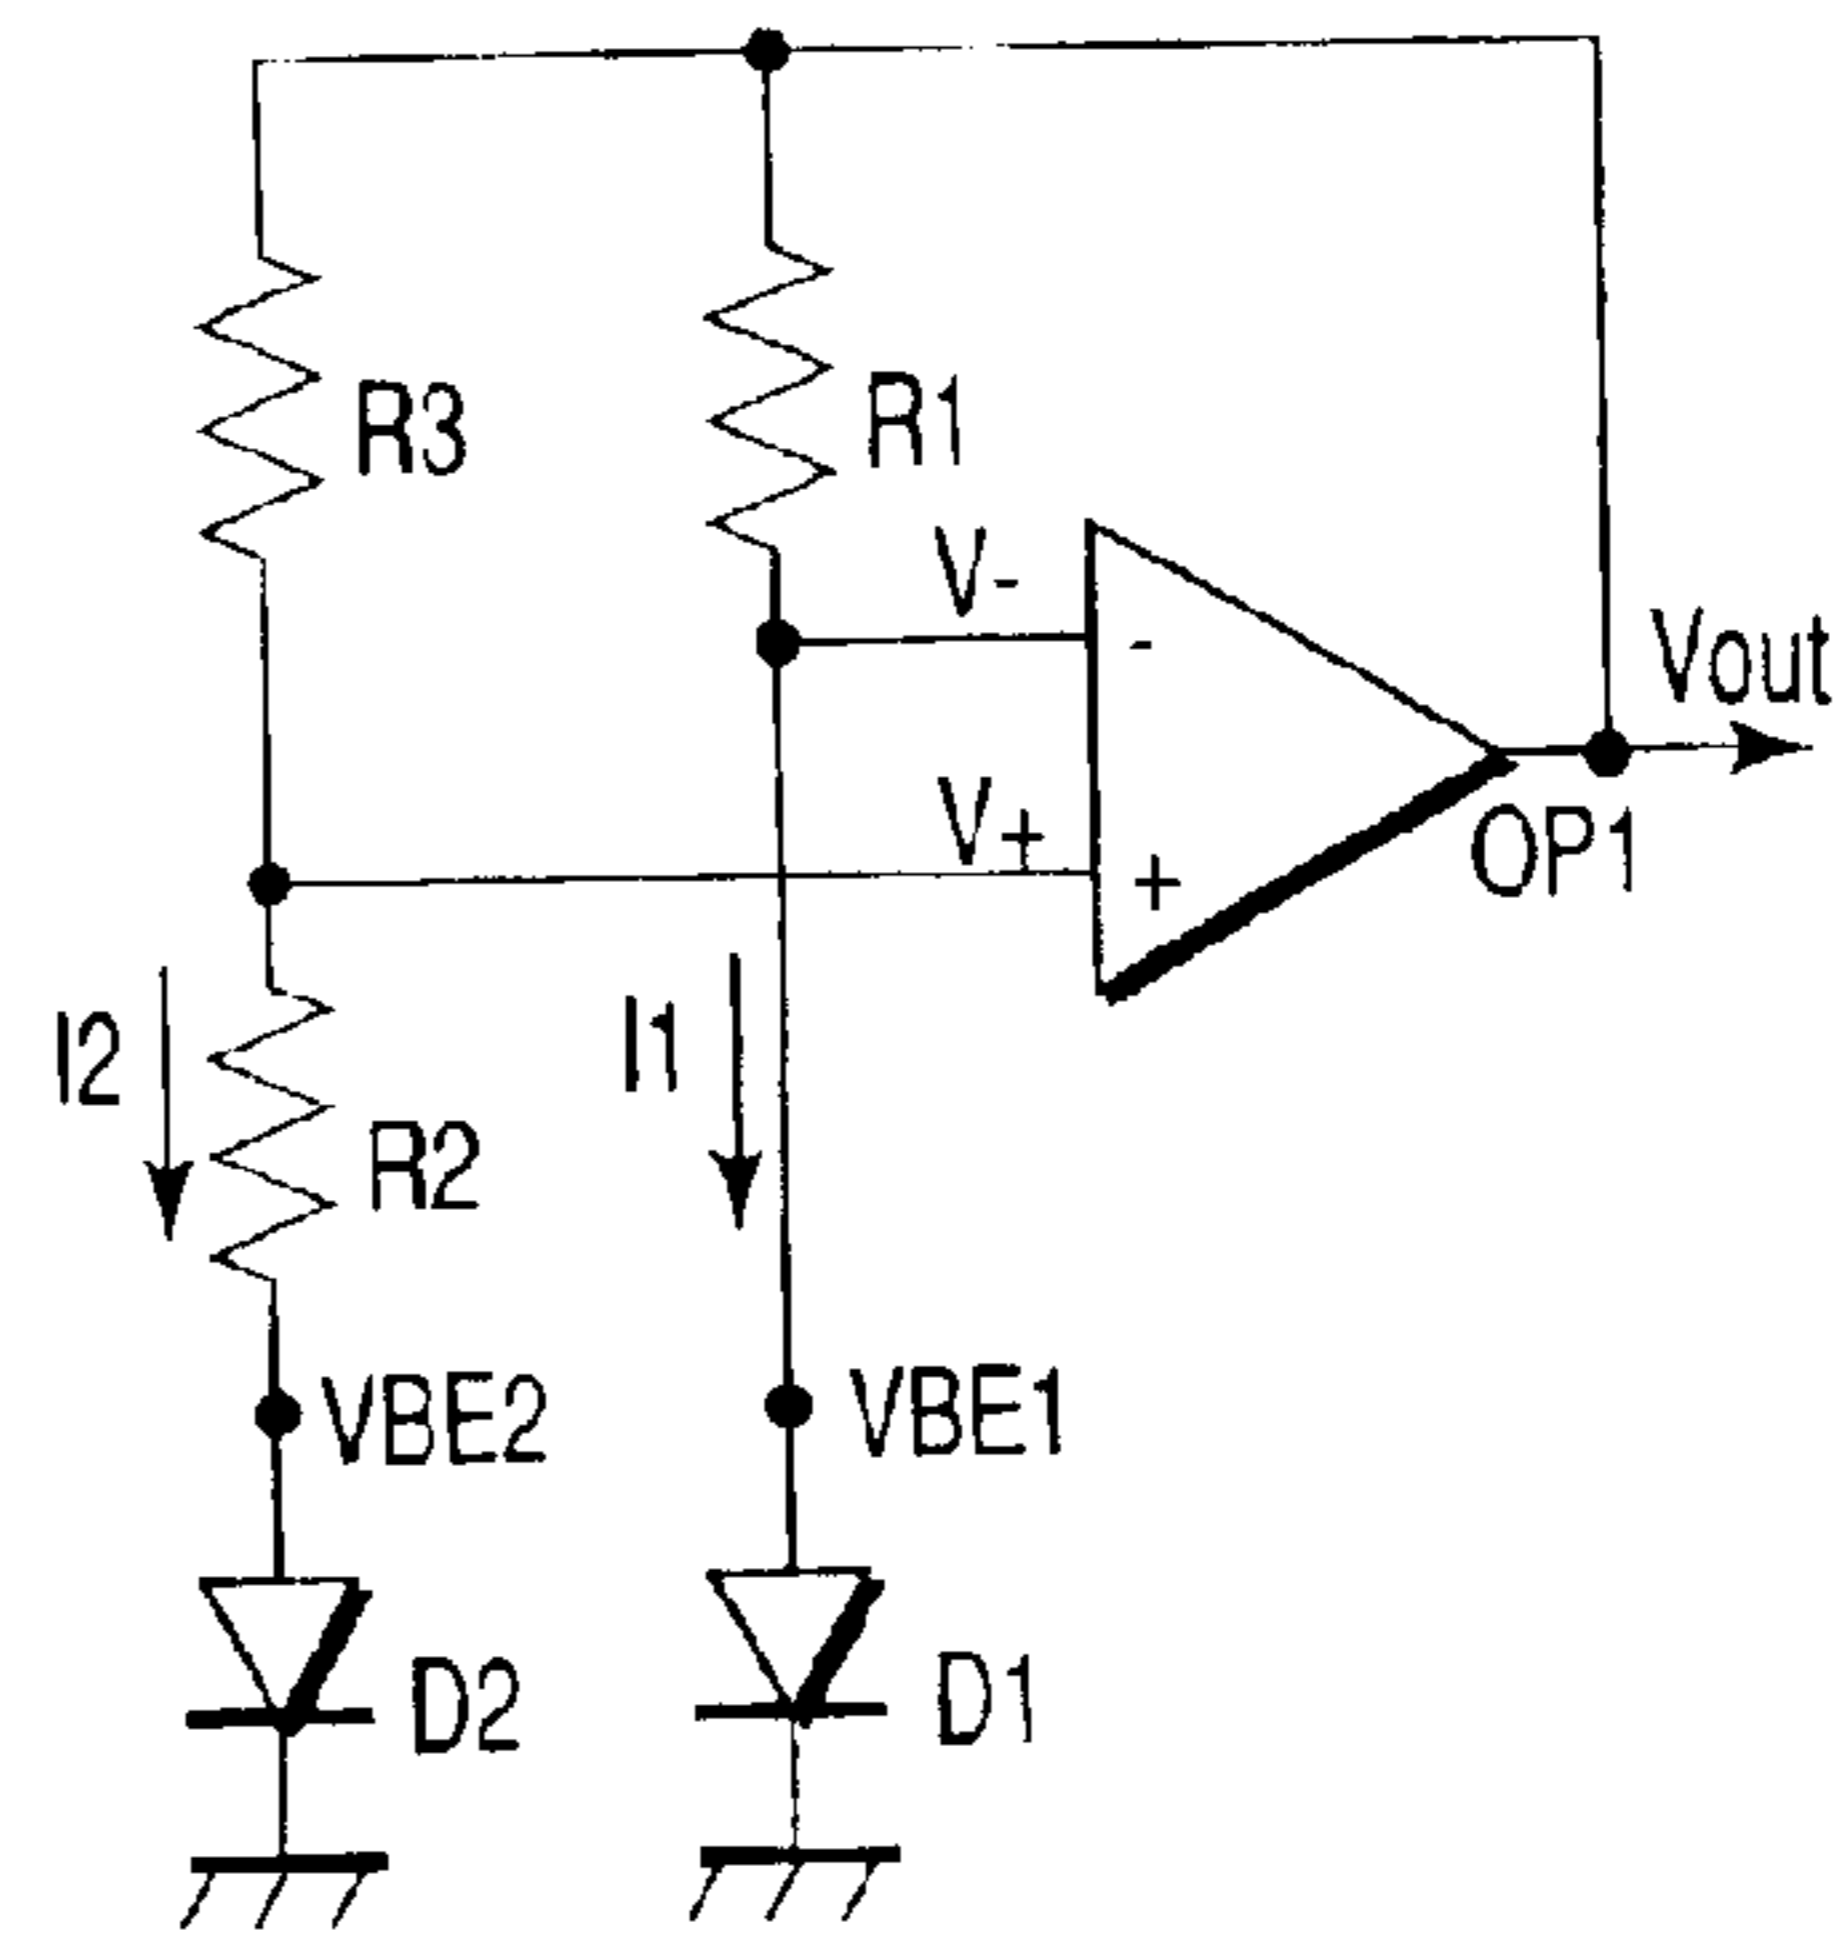 R3
R1
V-
-
Vout
V+
+
OP1
I2
I1
R2
VBE2
VBE1
D2
D1